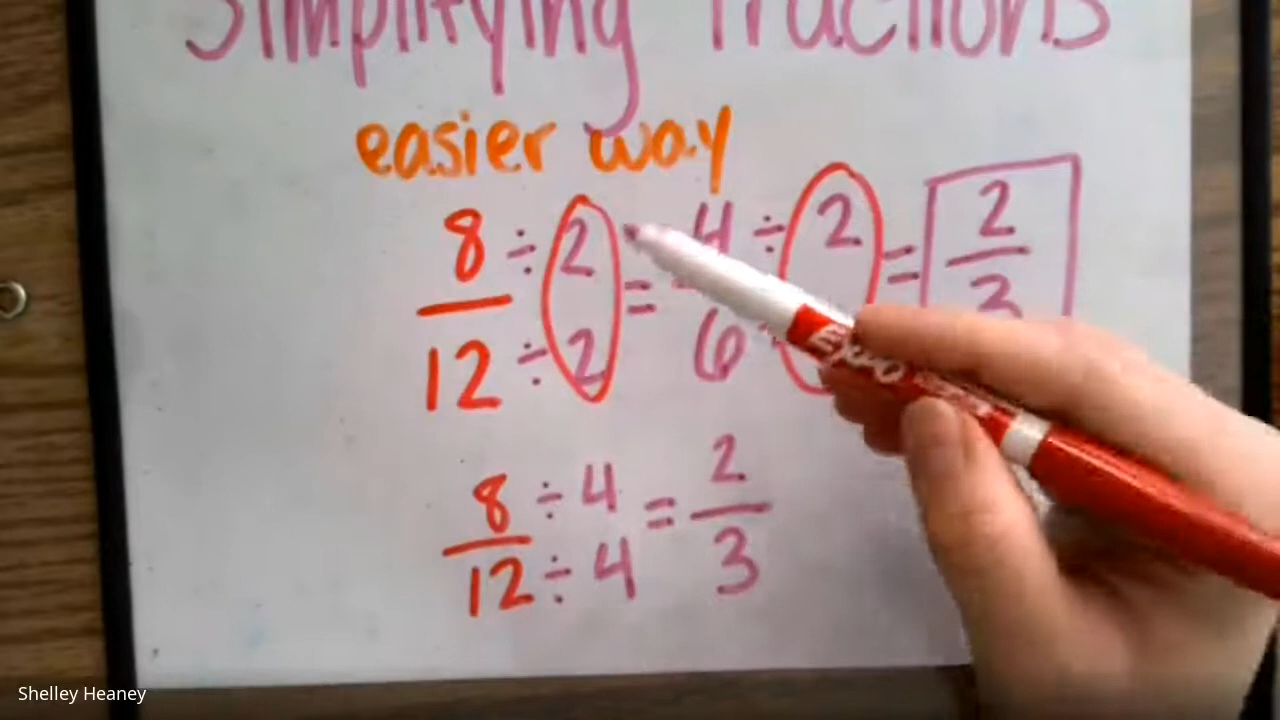 Simplifying fractions
easier way
8 ÷ 2 = 4 ÷ 2 = 2
12 ÷ 2 6 ÷ 3
8 ÷ 4 = 2
12 ÷ 4 3
EXPO
Shelley Heaney